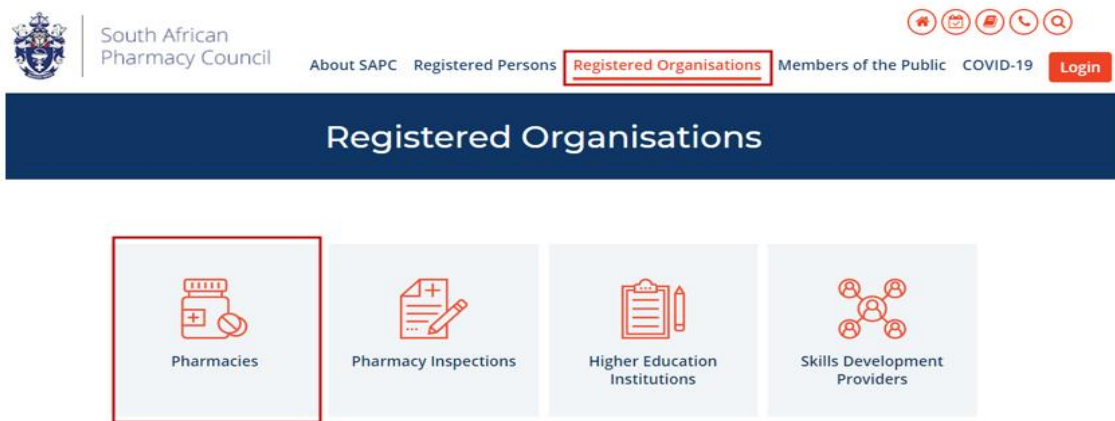 South African
Pharmacy Council
About SAPC Registered Persons Registered Organisations Members of the Public COVID-19 Login
Registered Organisations
Pharmacies
Pharmacy Inspections
Higher Education
Institutions
Skills Development
Providers